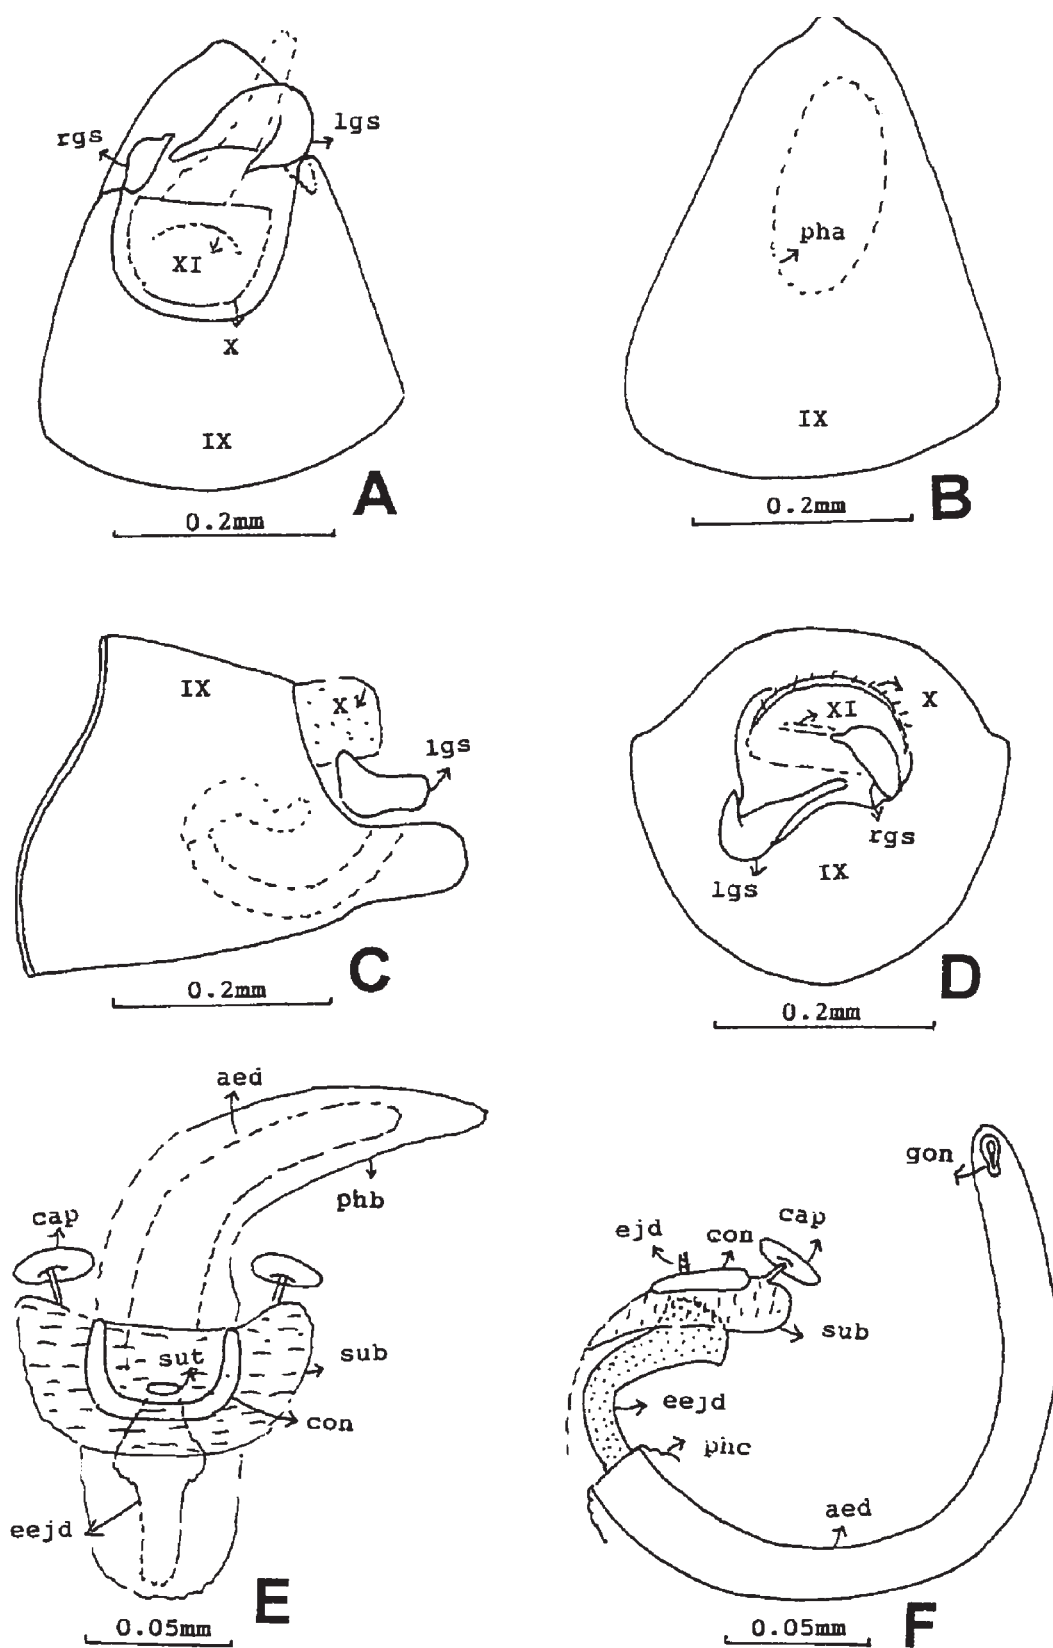 rgs
lgs
XI
X
IX
A
0.2mm
pha
IX
B
0.2mm
IX
X
lgs
C
0.2mm
X
XI
rgs
lgs
IX
D
0.2mm
aed
phb
cap
sut
sub
con
eejd
E
0.05mm
gon
cap
ejd
con
sub
eejd
phc
aed
F
0.05mm